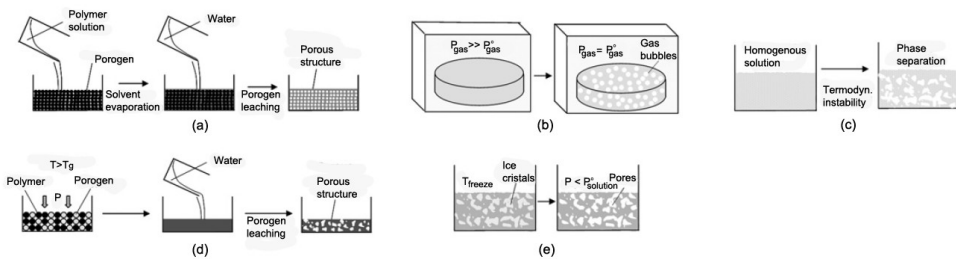 Polymer
solution
Water
Porogen
Porous
structure
Solvent
evaporation
Porogen
leaching
(a)
Pgas >> P°gas
Pgas = P°gas
Gas
bubbles
(b)
Homogenous
solution
Phase
separation
Termodyn.
instability
(c)
T>Tg
Polymer
Porogen
P
Water
Porous
structure
Porogen
leaching
(d)
Tfreeze
Ice
cristals
P < P°solution
Pores
(e)